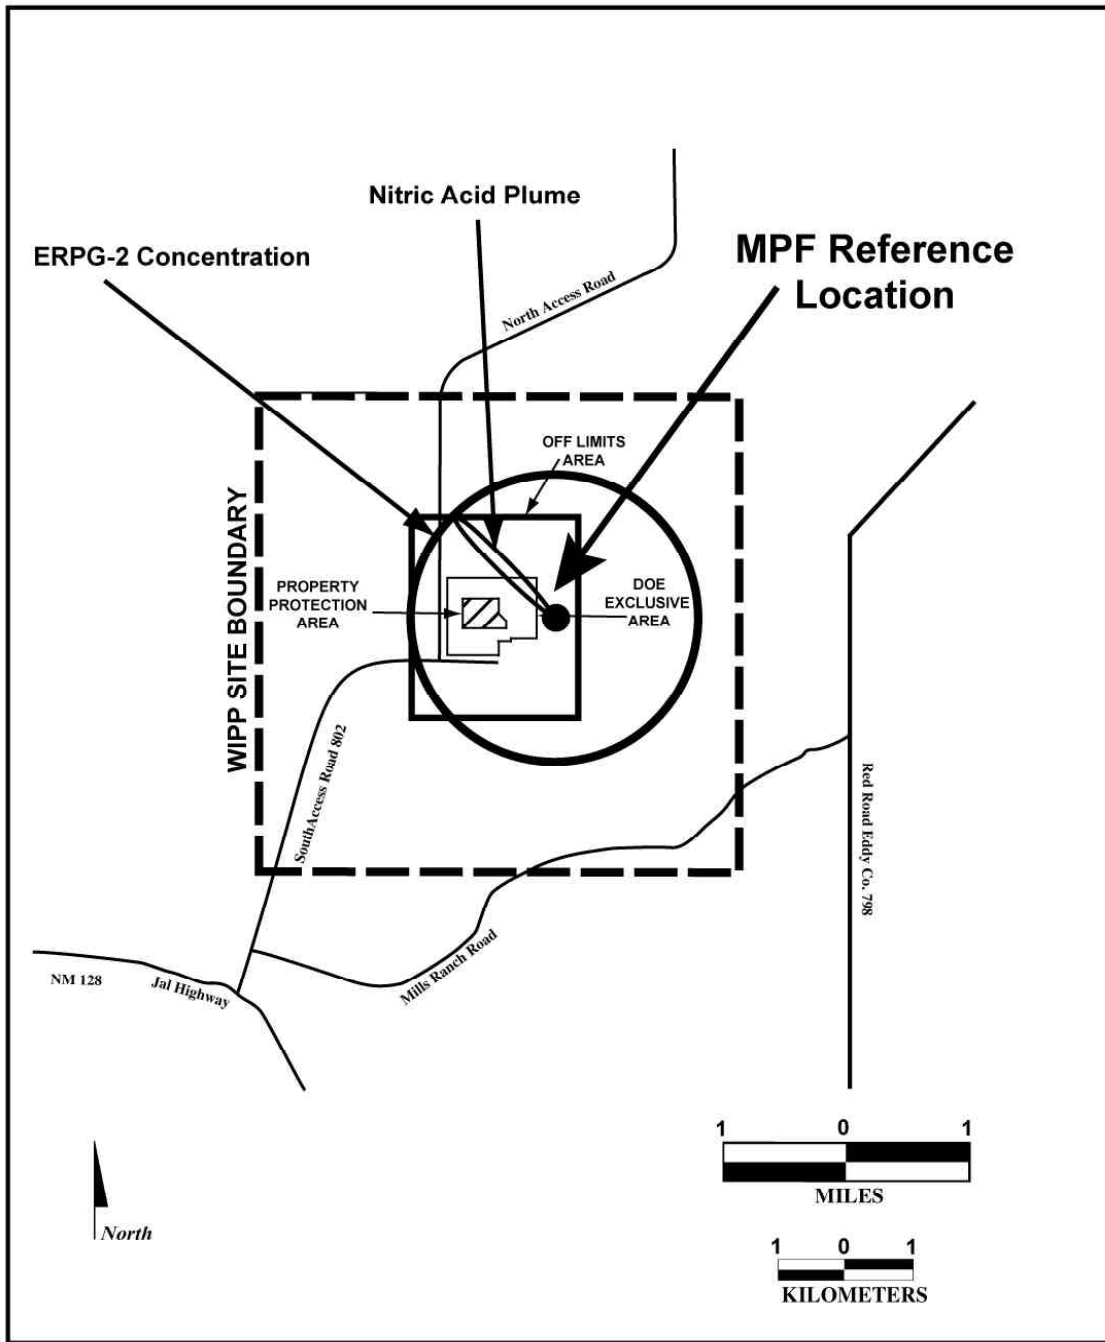 Nitric Acid Plume
ERPG-2 Concentration
MPF Reference
Location
North Access Road
OFF LIMITS
AREA
WIPP SITE BOUNDARY
PROPERTY
PROTECTION
AREA
DOE
EXCLUSIVE
AREA
SouthAccess Road 802
Red Road Eddy Co. 798
Mills Ranch Road
NM 128
Jal Highway
North
1 0 1
MILES
1 0 1
KILOMETERS